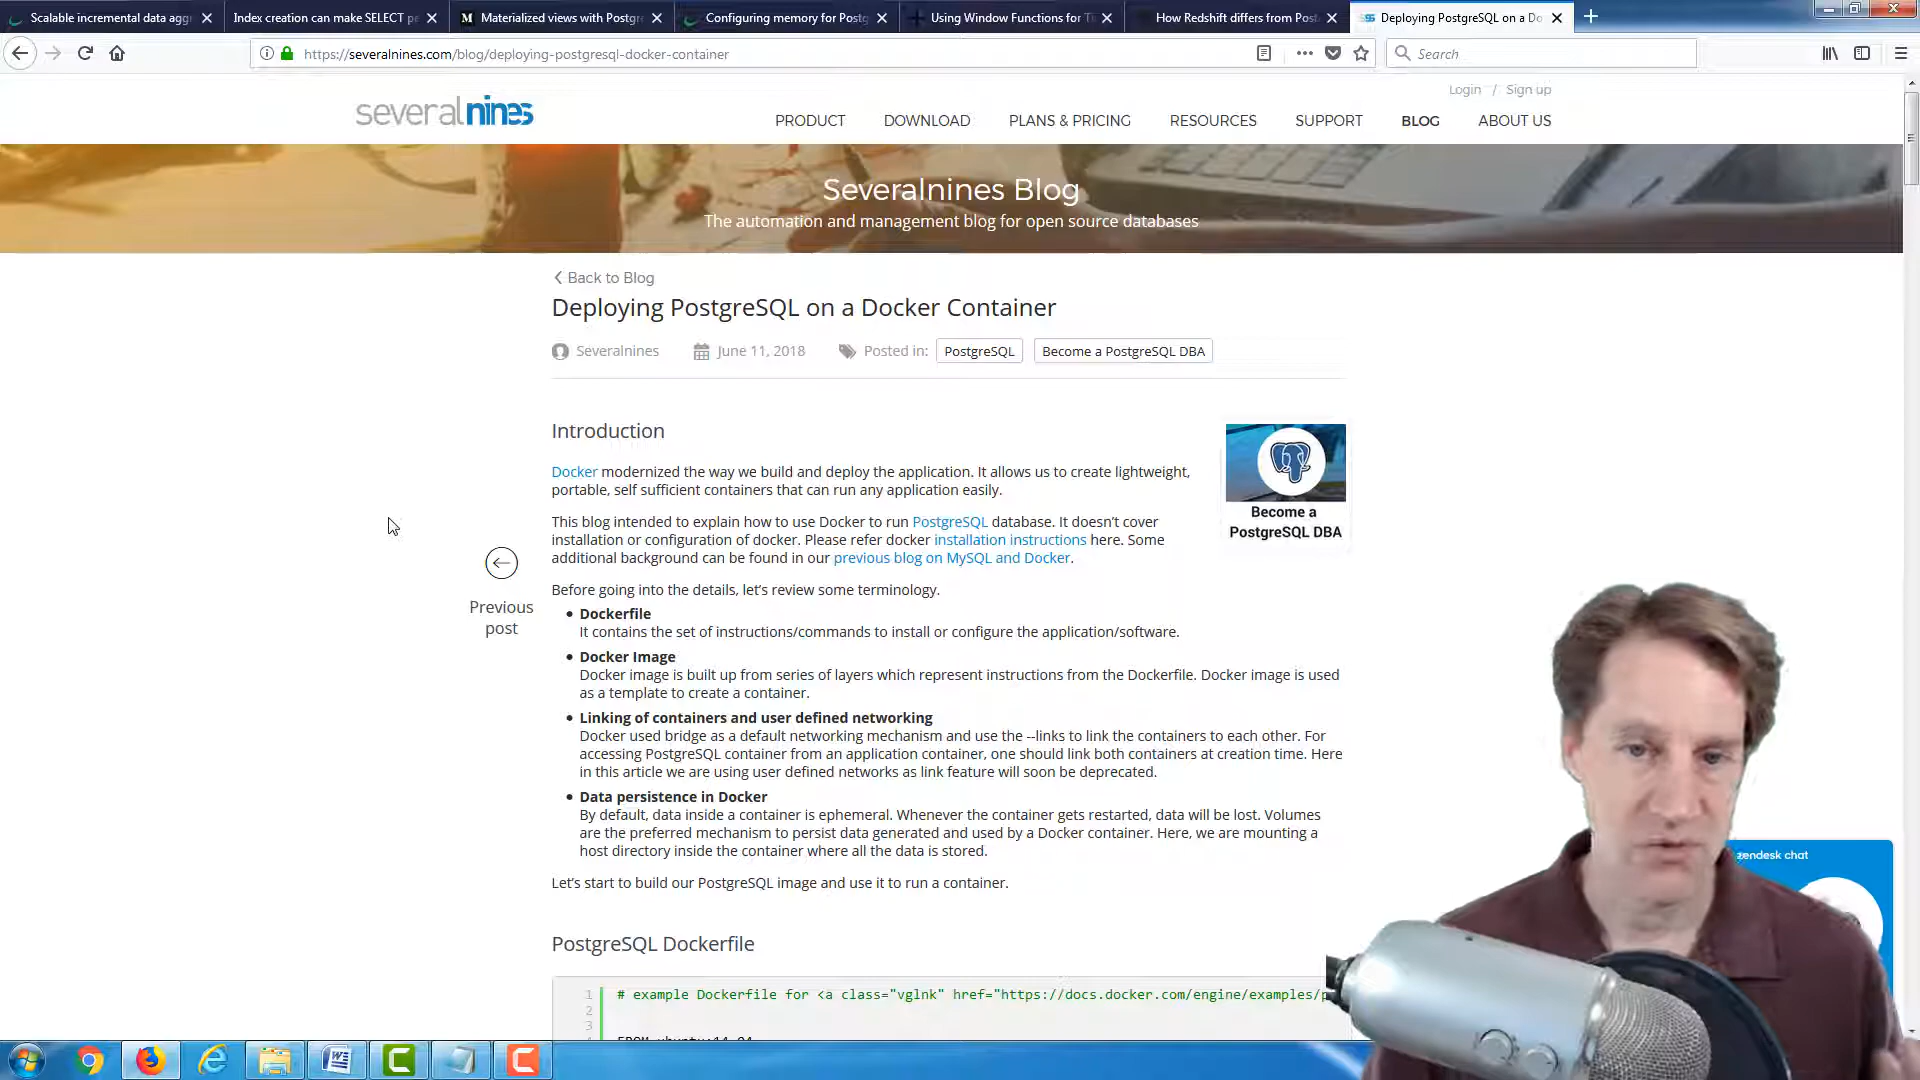 Scalable incremental data agg
Index creation can make SELECT pe
Materialized views with Postgre
Configuring memory for Postg
Using Window Functions for Ti
How Redshift differs from Post
Deploying PostgreSQL on a Do
https://severalnines.com/blog/deploying-postgresql-docker-container
Search
Login / Sign up
severalnines
PRODUCT DOWNLOAD PLANS & PRICING RESOURCES SUPPORT BLOG ABOUT US
Severalnines Blog
The automation and management blog for open source databases
Back to Blog
Deploying PostgreSQL on a Docker Container
Severalnines June 11, 2018 Posted in: PostgreSQL Become a PostgreSQL DBA
Introduction
Docker modernized the way we build and deploy the application. It allows us to create lightweight,
portable, self sufficient containers that can run any application easily.
This blog intended to explain how to use Docker to run PostgreSQL database. It doesn't cover
installation or configuration of docker. Please refer docker installation instructions here. Some
additional background can be found in our previous blog on MySQL and Docker.
Become a
PostgreSQL DBA
Before going into the details, let's review some terminology.
Previous
post
• Dockerfile
It contains the set of instructions/commands to install or configure the application/software.
• Docker Image
Docker image is built up from series of layers which represent instructions from the Dockerfile. Docker image is used
as a template to create a container.
• Linking of containers and user defined networking
Docker used bridge as a default networking mechanism and use the --links to link the containers to each other. For
accessing PostgreSQL container from an application container, one should link both containers at creation time. Here
in this article we are using user defined networks as link feature will soon be deprecated.
• Data persistence in Docker
By default, data inside a container is ephemeral. Whenever the container gets restarted, data will be lost. Volumes
are the preferred mechanism to persist data generated and used by a Docker container. Here, we are mounting a
host directory inside the container where all the data is stored.
Let's start to build our PostgreSQL image and use it to run a container.
zendesk chat
PostgreSQL Dockerfile
1 # example Dockerfile for <a class="vglnk" href="https://docs.docker.com/engine/examples/p
2
3